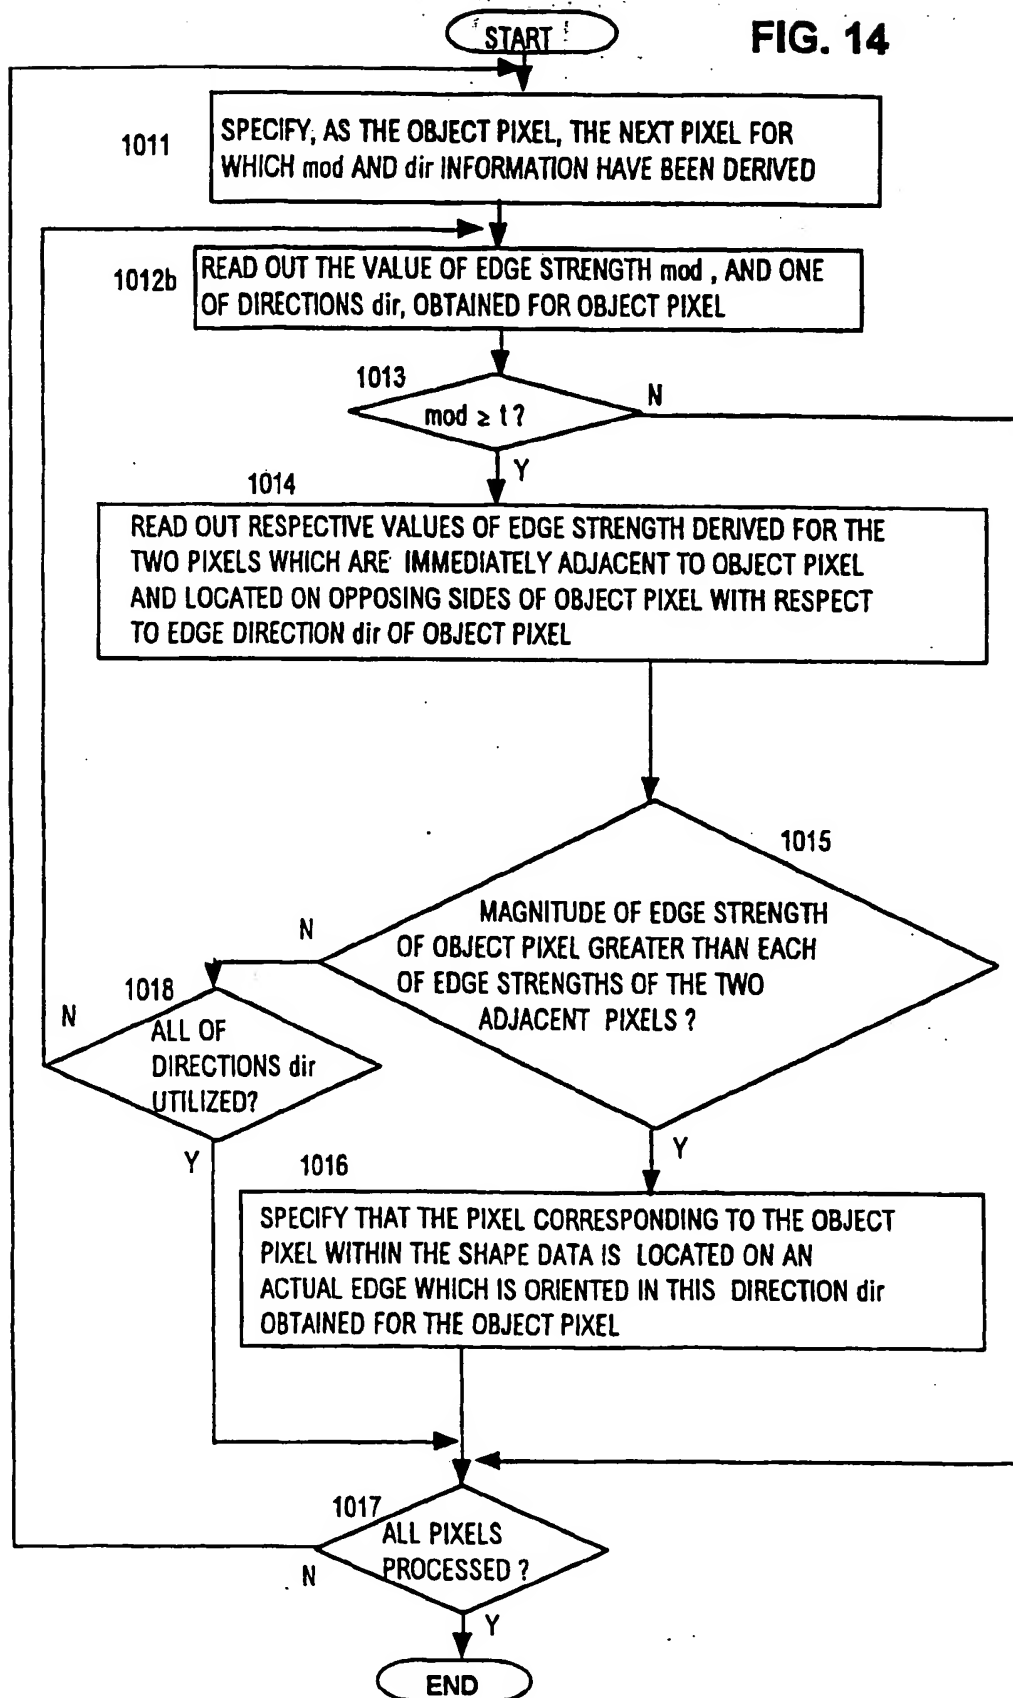 START
FIG. 14
1011
SPECIFY, AS THE OBJECT PIXEL, THE NEXT PIXEL FOR
WHICH mod AND dir INFORMATION HAVE BEEN DERIVED
1012b
READ OUT THE VALUE OF EDGE STRENGTH mod , AND ONE
OF DIRECTIONS dir, OBTAINED FOR OBJECT PIXEL
1013
mod ≥ t ?
N
Y
1014
READ OUT RESPECTIVE VALUES OF EDGE STRENGTH DERIVED FOR THE
TWO PIXELS WHICH ARE IMMEDIATELY ADJACENT TO OBJECT PIXEL
AND LOCATED ON OPPOSING SIDES OF OBJECT PIXEL WITH RESPECT
TO EDGE DIRECTION dir OF OBJECT PIXEL
1015
MAGNITUDE OF EDGE STRENGTH
OF OBJECT PIXEL GREATER THAN EACH
OF EDGE STRENGTHS OF THE TWO
ADJACENT PIXELS ?
N
Y
1018
ALL OF
DIRECTIONS dir
UTILIZED?
N
Y
1016
SPECIFY THAT THE PIXEL CORRESPONDING TO THE OBJECT
PIXEL WITHIN THE SHAPE DATA IS LOCATED ON AN
ACTUAL EDGE WHICH IS ORIENTED IN THIS DIRECTION dir
OBTAINED FOR THE OBJECT PIXEL
1017
ALL PIXELS
PROCESSED ?
N
Y
END